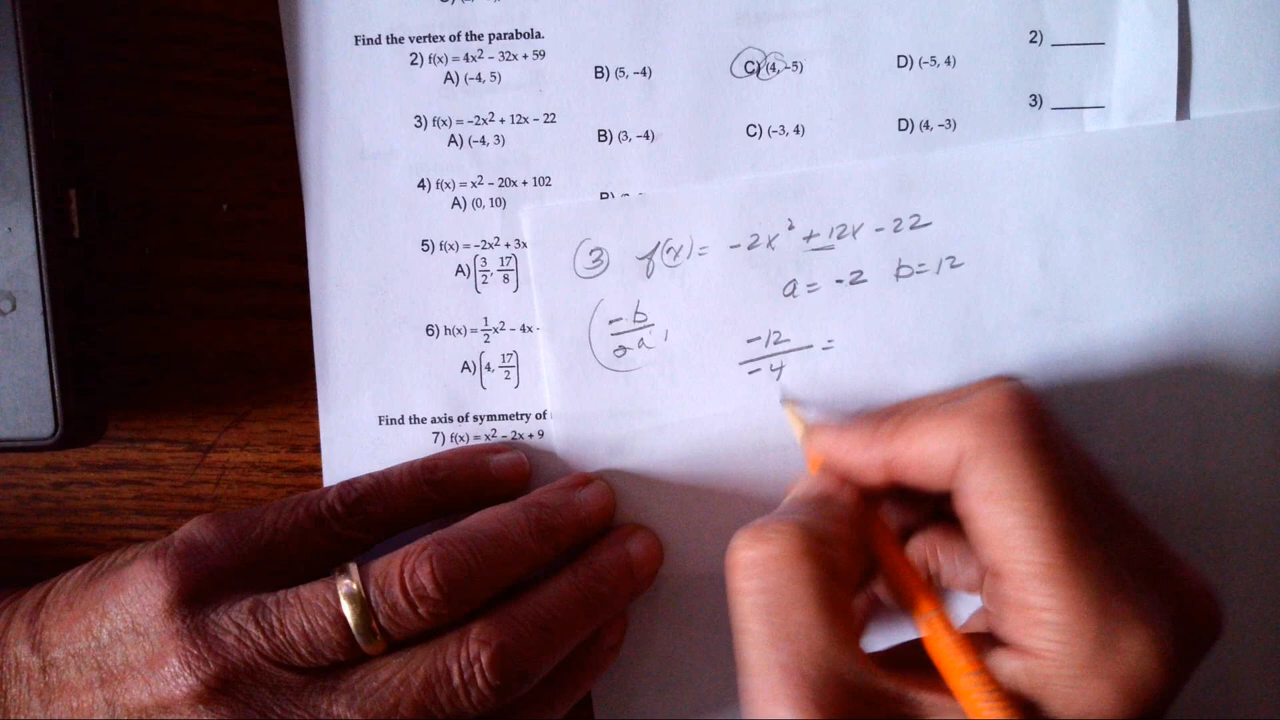 Find the vertex of the parabola.
2) f(x) = 4x² – 32x + 59
A) (–4, 5) B) (5, –4) C) (4, –5) D) (–5, 4)
2) ______
3) f(x) = –2x² + 12x – 22
A) (–4, 3) B) (3, –4) C) (–3, 4) D) (4, –3)
3) ______
4) f(x) = x² – 20x + 102
A) (0, 10)
5) f(x) = –2x² + 3x
A) (3/2, 17/8)
6) h(x) = 1/2x² – 4x -
A) (4, 17/2)
Find the axis of symmetry of
7) f(x) = x² – 2x + 9
③ f(x) = -2x² + 12x - 22
a = -2 b = 12
(-b/2a,
-12/-4 =